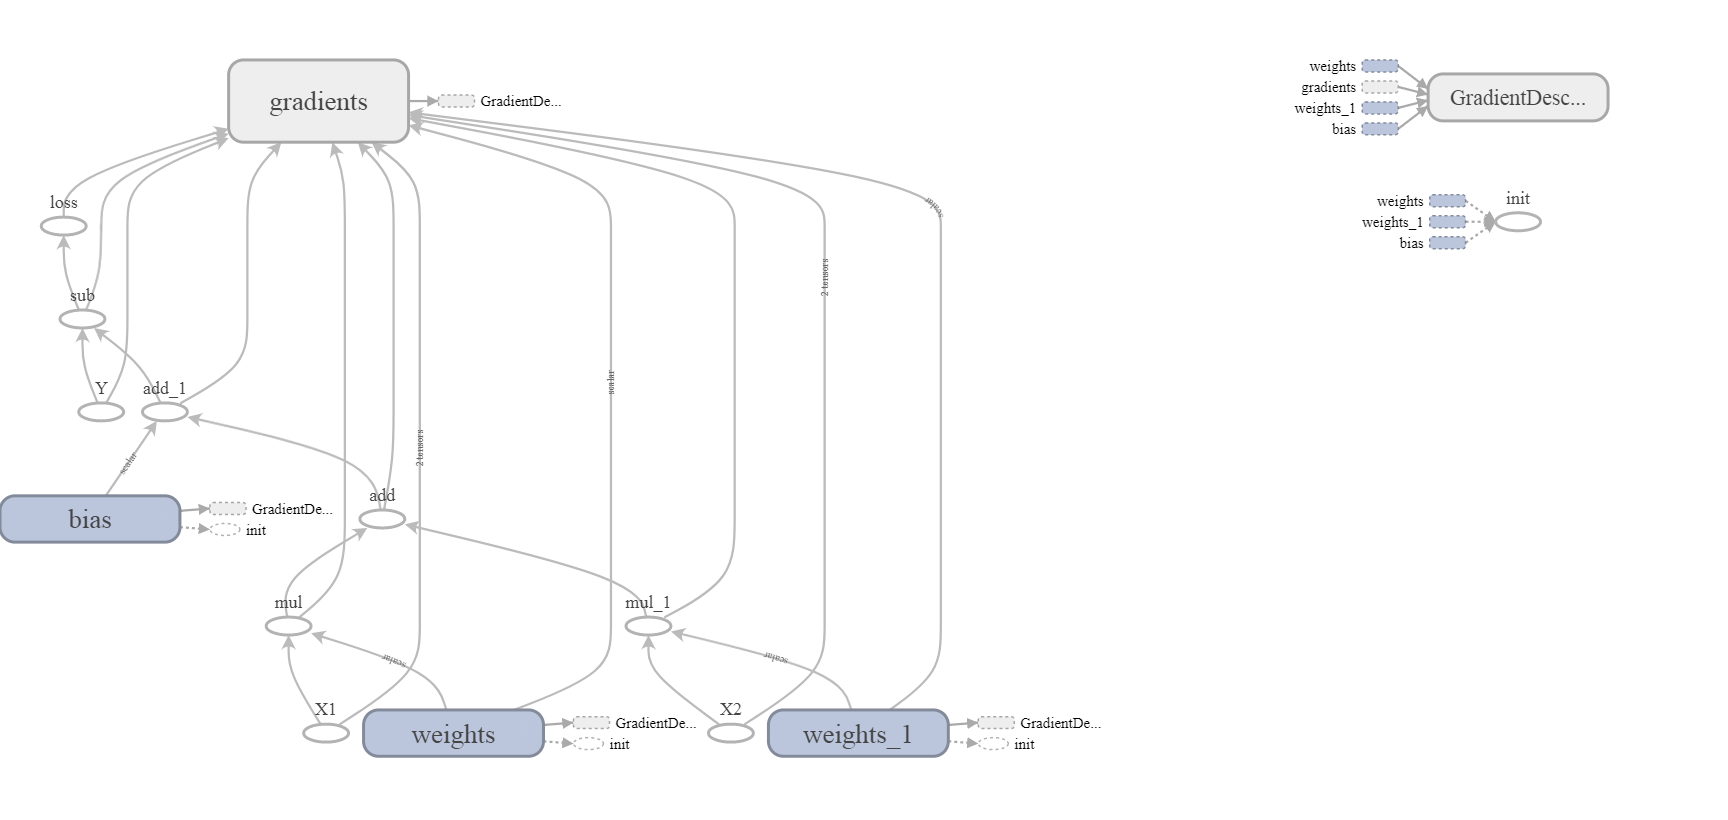 gradients
GradientDe...
loss
sub
Y
add_1
scalar
bias
GradientDe...
init
add
2 tensors
scalar
2 tensors
scalar
mul
mul_1
scalar
scalar
X1
weights
GradientDe...
init
X2
weights_1
GradientDe...
init
weights
gradients
weights_1
bias
GradientDesc...
weights
weights_1
bias
init